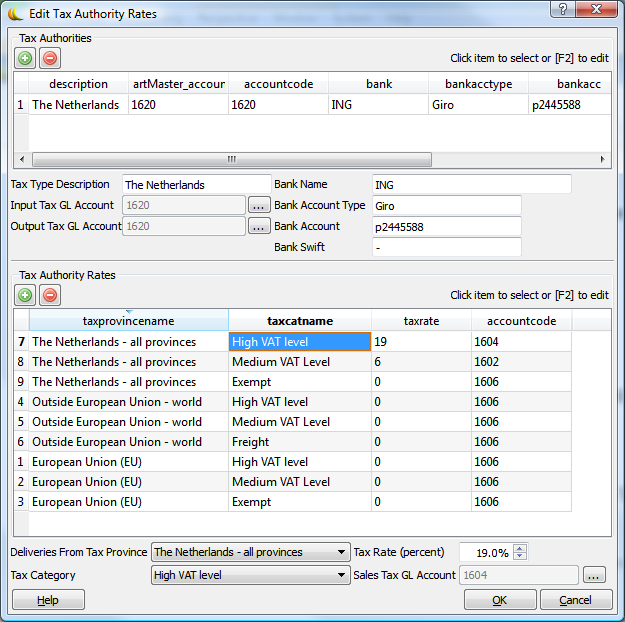 Edit Tax Authority Rates
Tax Authorities
Click item to select or [F2] to edit
description artMaster_accour accountcode bank bankacctype bankacc
1 The Netherlands 1620 1620 ING Giro p2445588
Tax Type Description The Netherlands Bank Name ING
Input Tax GL Account 1620 ... Bank Account Type Giro
Output Tax GL Account 1620 ... Bank Account p2445588
Bank Swift -
Tax Authority Rates
Click item to select or [F2] to edit
taxprovincename taxcatname taxrate accountcode
7 The Netherlands - all provinces High VAT level 19 1604
8 The Netherlands - all provinces Medium VAT Level 6 1602
9 The Netherlands - all provinces Exempt 0 1606
4 Outside European Union - world High VAT level 0 1606
5 Outside European Union - world Medium VAT Level 0 1606
6 Outside European Union - world Freight 0 1606
1 European Union (EU) High VAT level 0 1606
2 European Union (EU) Medium VAT Level 0 1606
3 European Union (EU) Exempt 0 1606
Deliveries From Tax Province The Netherlands - all provinces Tax Rate (percent) 19.0%
Tax Category High VAT level Sales Tax GL Account 1604 ...
Help OK Cancel